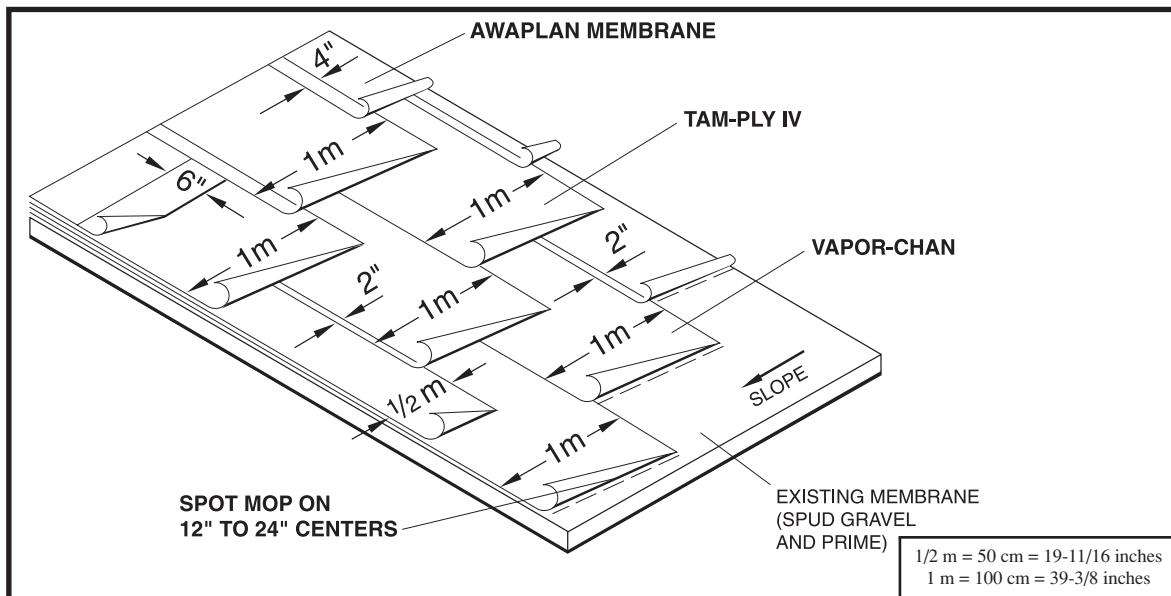 AWAPLAN MEMBRANE
4"
TAM-PLY IV
1m
6"
1m
2"
VAPOR-CHAN
1m
2"
1m
1m
1/2 m
SLOPE
1m
SPOT MOP ON
12" TO 24" CENTERS
EXISTING MEMBRANE
(SPUD GRAVEL
AND PRIME)
1/2 m = 50 cm = 19-11/16 inches
1 m = 100 cm = 39-3/8 inches